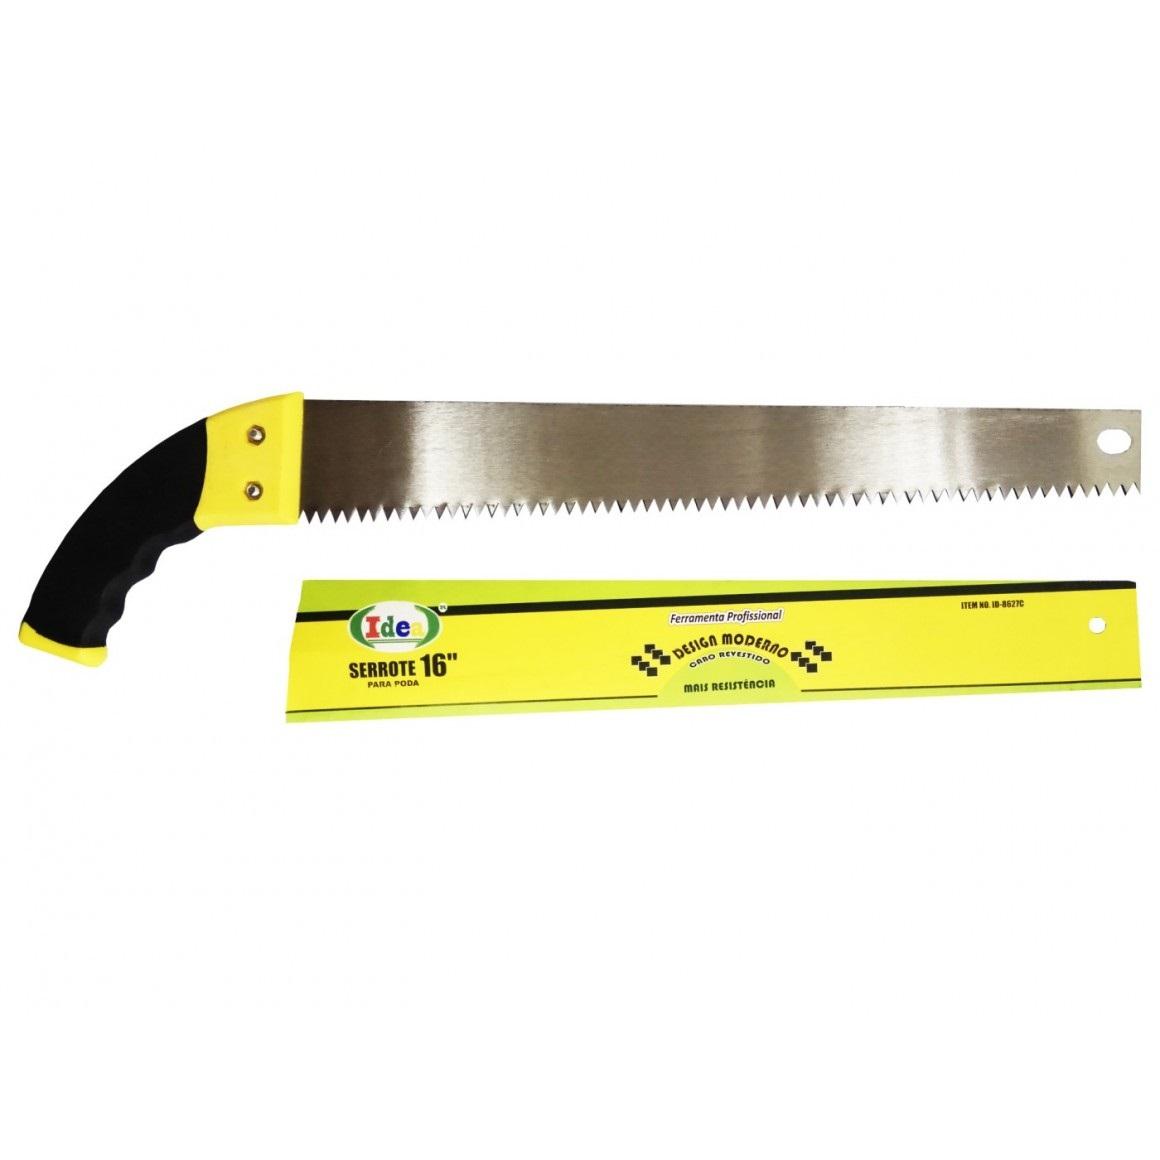 Idea
SERROTE 16"
PARA PODA
Ferramenta Profissional
DESIGN MODERNO
CABO REVESTIDO
MAIS RESISTÊNCIA
ITEM NO. ID-8627C